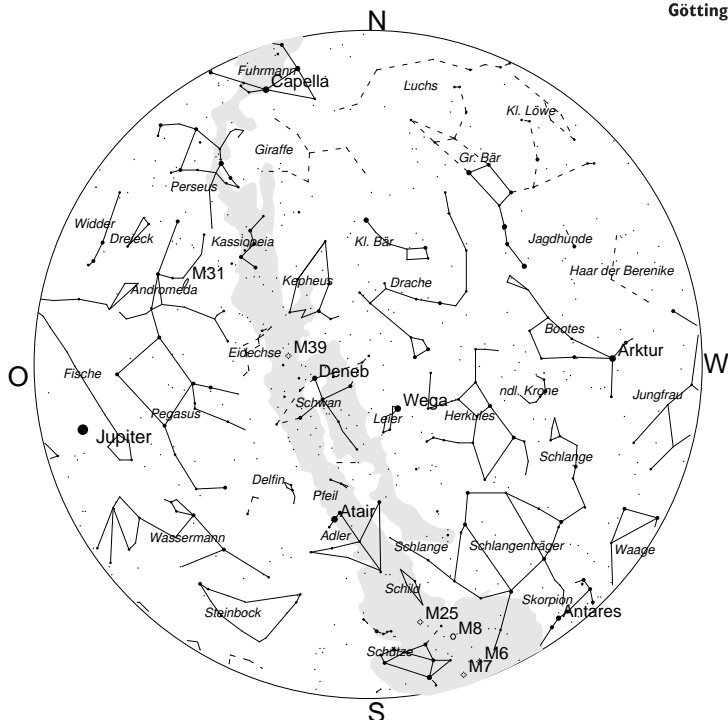 Götting
N
Fuhrmann
Capella
Luchs
Kl. Löwe
Giraffe
Gr. Bär
Perseus
Widder
Dreieck
Kassiopeia
Kl. Bär
Jagdhunde
M31
Andromeda
Kepheus
Drache
Haar der Berenike
Bootes
Eidechse
M39
Arktur
O
Fische
Deneb
W
Schwan
Wega
ndl. Krone
Jungfrau
Pegasus
Leier
Herkules
Jupiter
Schlange
Delfin
Pfeil
Atair
Wassermann
Adler
Schlange
Schlangenträger
Waage
Schild
Steinbock
Skorpion
Antares
M25
M8
Schütze
M6
M7
S